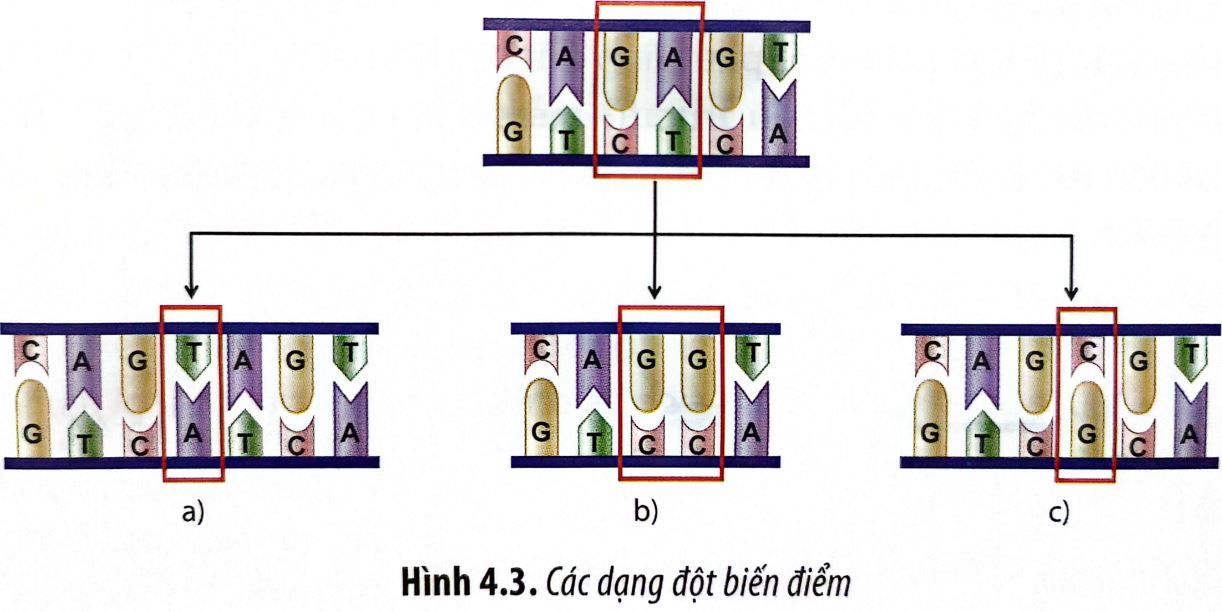 C A G A G T
G T C T C A
C A G T A G T
G T C A T C A
C A G G T
G T C C A
C A G C G T
G T C G C A
a)
b)
c)
Hình 4.3. Các dạng đột biến điểm